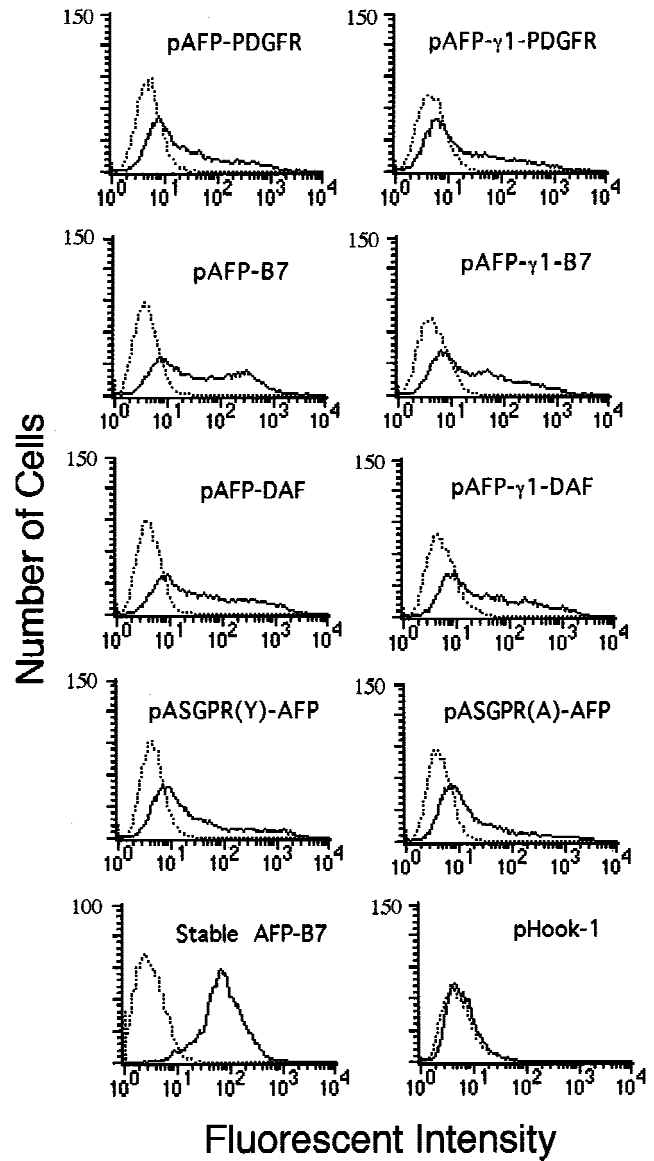 150 pAFP-PDGFR
10⁰ 10¹ 10² 10³ 10⁴
150 pAFP-γ1-PDGFR
10⁰ 10¹ 10² 10³ 10⁴
150 pAFP-B7
10⁰ 10¹ 10² 10³ 10⁴
150 pAFP-γ1-B7
10⁰ 10¹ 10² 10³ 10⁴
Number of Cells
150 pAFP-DAF
10⁰ 10¹ 10² 10³ 10⁴
150 pAFP-γ1-DAF
10⁰ 10¹ 10² 10³ 10⁴
150 pASGPR(Y)-AFP
10⁰ 10¹ 10² 10³ 10⁴
150 pASGPR(A)-AFP
10⁰ 10¹ 10² 10³ 10⁴
100 Stable AFP-B7
10⁰ 10¹ 10² 10³ 10⁴
150 pHook-1
10⁰ 10¹ 10² 10³ 10⁴
Fluorescent Intensity